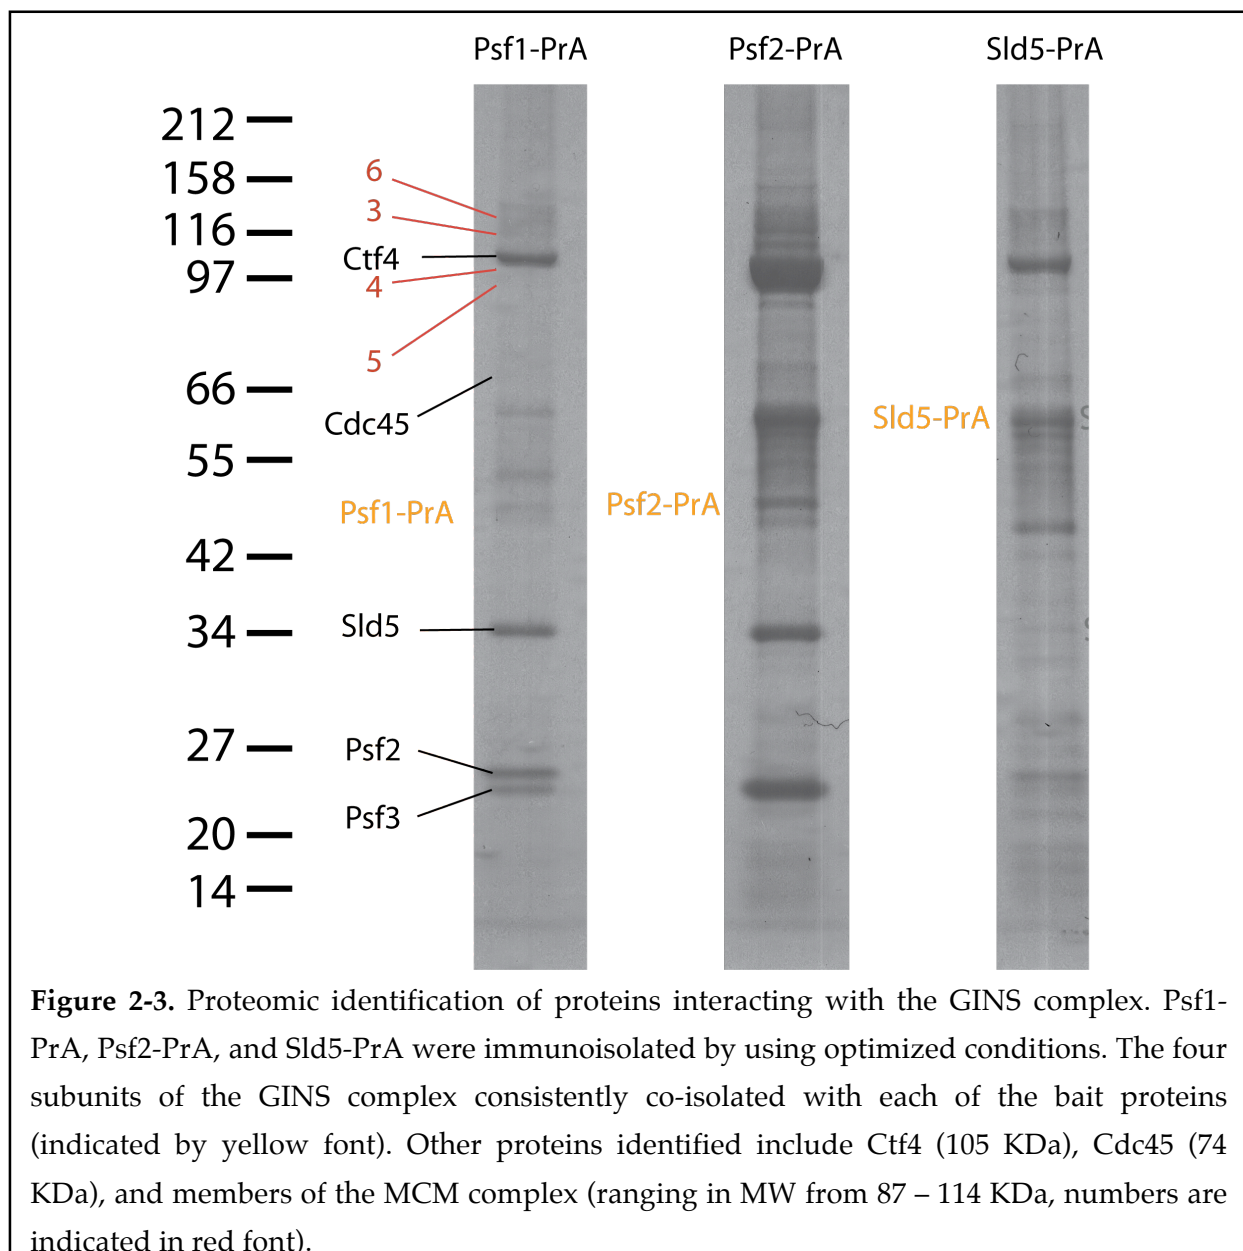 Psf1-PrA Psf2-PrA Sld5-PrA
212
158
6
3
116
Ctf4
97
4
5
66
Cdc45
Sld5-PrA
55
Psf1-PrA
Psf2-PrA
42
Sld5
34
27
Psf2
Psf3
20
14
Figure 2-3. Proteomic identification of proteins interacting with the GINS complex. Psf1-
PrA, Psf2-PrA, and Sld5-PrA were immunoisolated by using optimized conditions. The four
subunits of the GINS complex consistently co-isolated with each of the bait proteins
(indicated by yellow font). Other proteins identified include Ctf4 (105 KDa), Cdc45 (74
KDa), and members of the MCM complex (ranging in MW from 87 – 114 KDa, numbers are
indicated in red font).